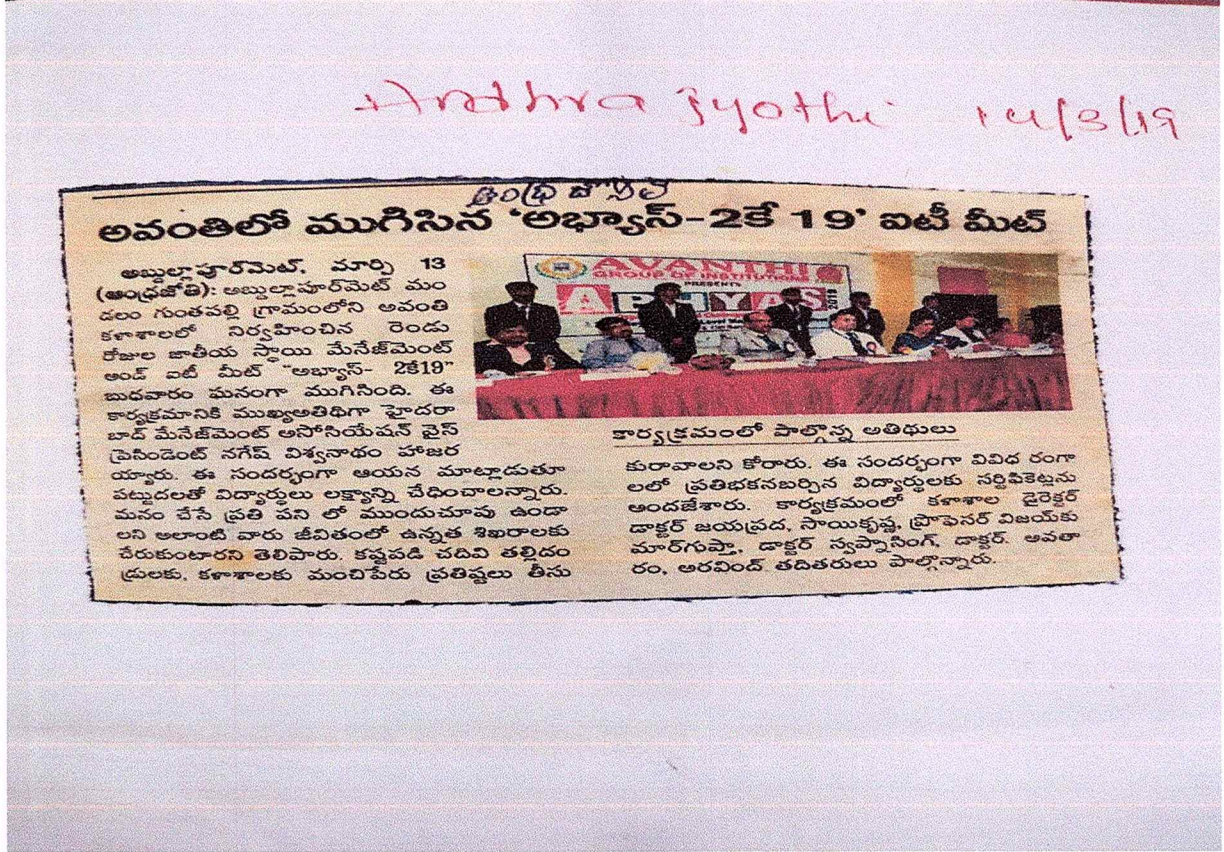 Andhra Jyothi 14/3/19
ఆంధ్ర జ్యోతి
అవంతిలో ముగిసిన 'అభ్యాస్-2కే 19' ఐటీ మీట్
అబ్దుల్లాపూర్‌మెట్, మార్చి 13
(ఆంధ్రజ్యోతి): అబ్దుల్లాపూర్‌మెట్ మం
డలం గుంతపల్లి గ్రామంలోని అవంతి
కళాశాలలో నిర్వహించిన రెండు
రోజుల జాతీయ స్థాయి మేనేజ్‌మెంట్
అండ్ ఐటీ మీట్ "అభ్యాస్- 2కే19"
బుధవారం ఘనంగా ముగిసింది. ఈ
కార్యక్రమానికి ముఖ్యఅతిథిగా హైదరా
బాద్ మేనేజ్‌మెంట్ అసోసియేషన్ వైస్
ప్రెసిడెంట్ నగేష్ విశ్వనాథం హాజర
య్యారు. ఈ సందర్భంగా ఆయన మాట్లాడుతూ
పట్టుదలతో విద్యార్థులు లక్ష్యాన్ని చేధించాలన్నారు.
మనం చేసే ప్రతి పని లో ముందుచూపు ఉండా
లని అలాంటి వారు జీవితంలో ఉన్నత శిఖరాలకు
చేరుకుంటారని తెలిపారు. కష్టపడి చదివి తల్లిదం
డ్రులకు, కళాశాలకు మంచిపేరు ప్రతిష్టలు తీసు
AVANTHI
GROUP OF INSTITUTIONS
PRESENTS
ABHYAS
2019
కార్యక్రమంలో పాల్గొన్న అతిథులు
కురావాలని కోరారు. ఈ సందర్భంగా వివిధ రంగా
లలో ప్రతిభకనబర్చిన విద్యార్థులకు సర్టిఫికెట్లను
అందజేశారు. కార్యక్రమంలో కళాశాల డైరెక్టర్
డాక్టర్ జయప్రద, సాయికృష్ణ, ప్రొఫెసర్ విజయ్‌కు
మార్‌గుప్తా, డాక్టర్ స్వప్నాసింగ్, డాక్టర్. అవతా
రం, అరవింద్ తదితరులు పాల్గొన్నారు.